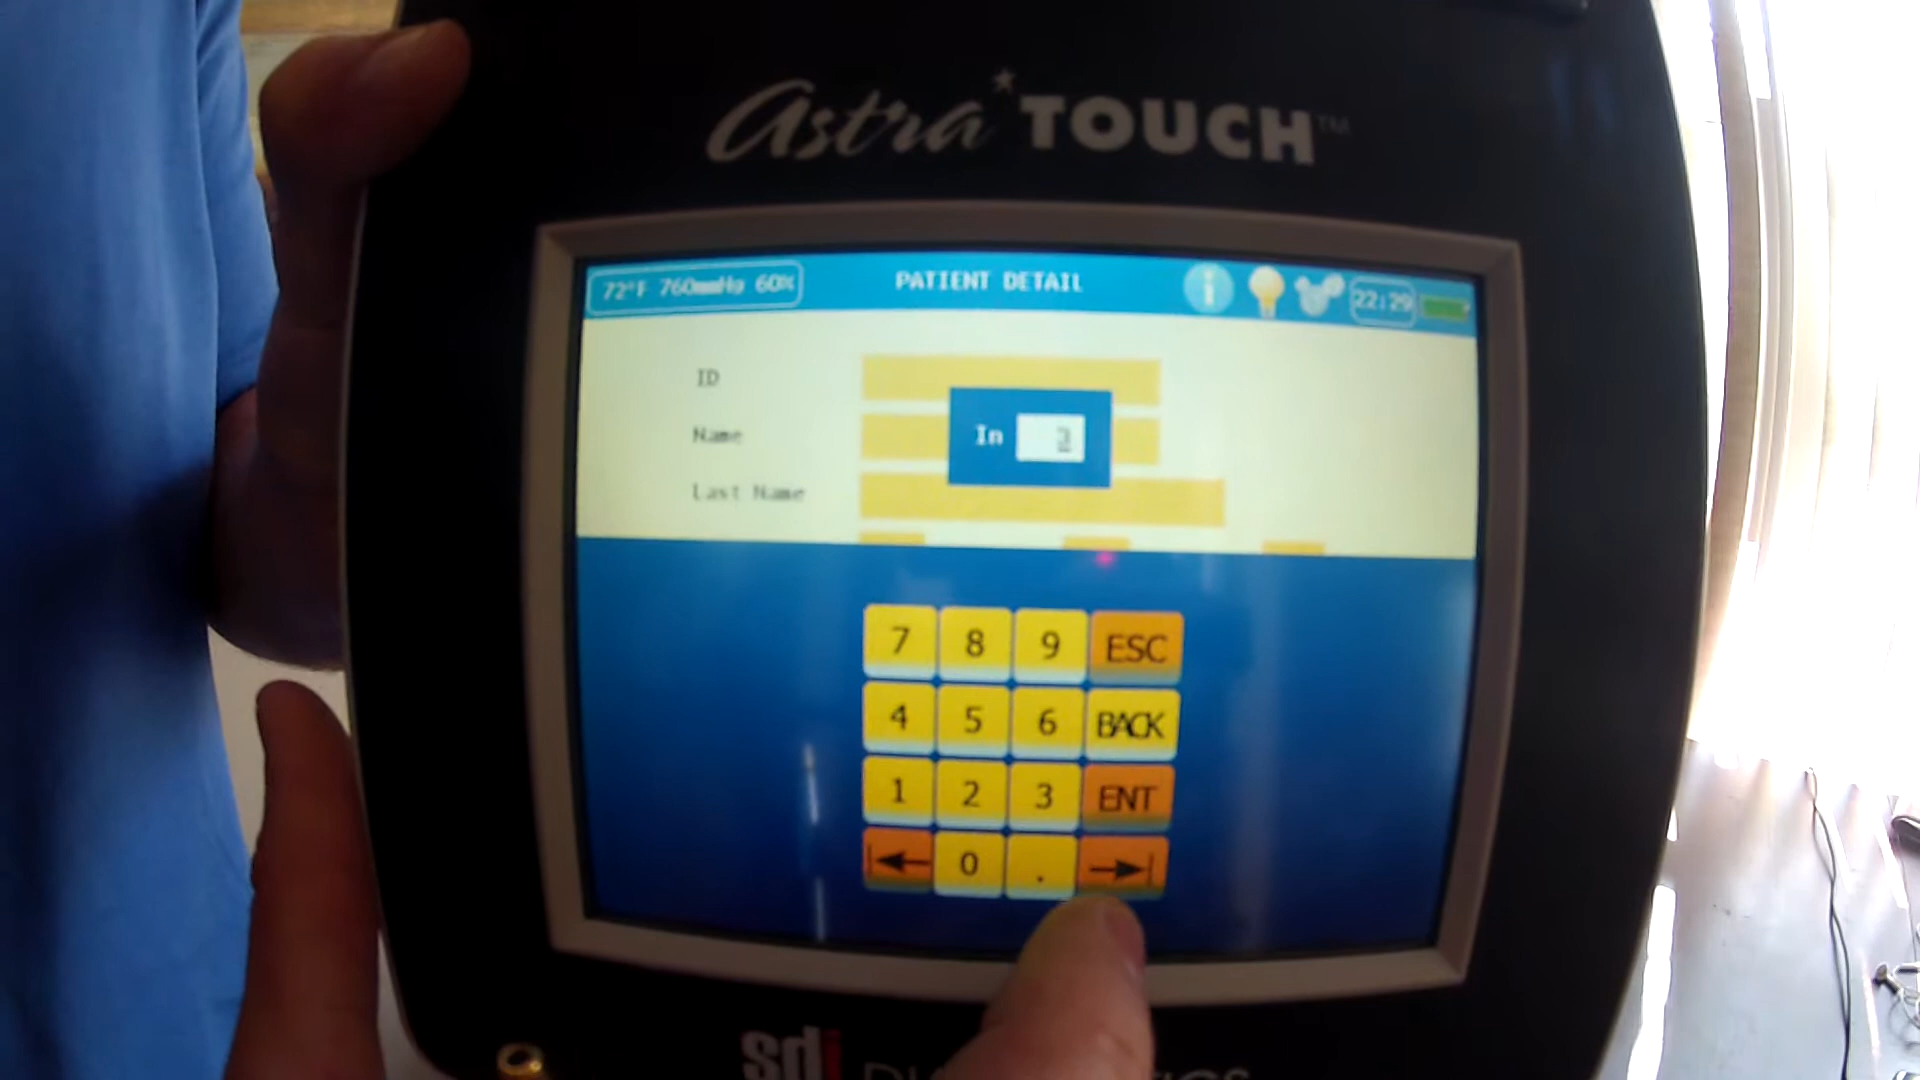 Astra TOUCH™
72°F 760mmHg 60% PATIENT DETAIL 22:29
ID
In
Name
Last Name
7 8 9 ESC
4 5 6 BACK
1 2 3 ENT
0 .
sdi